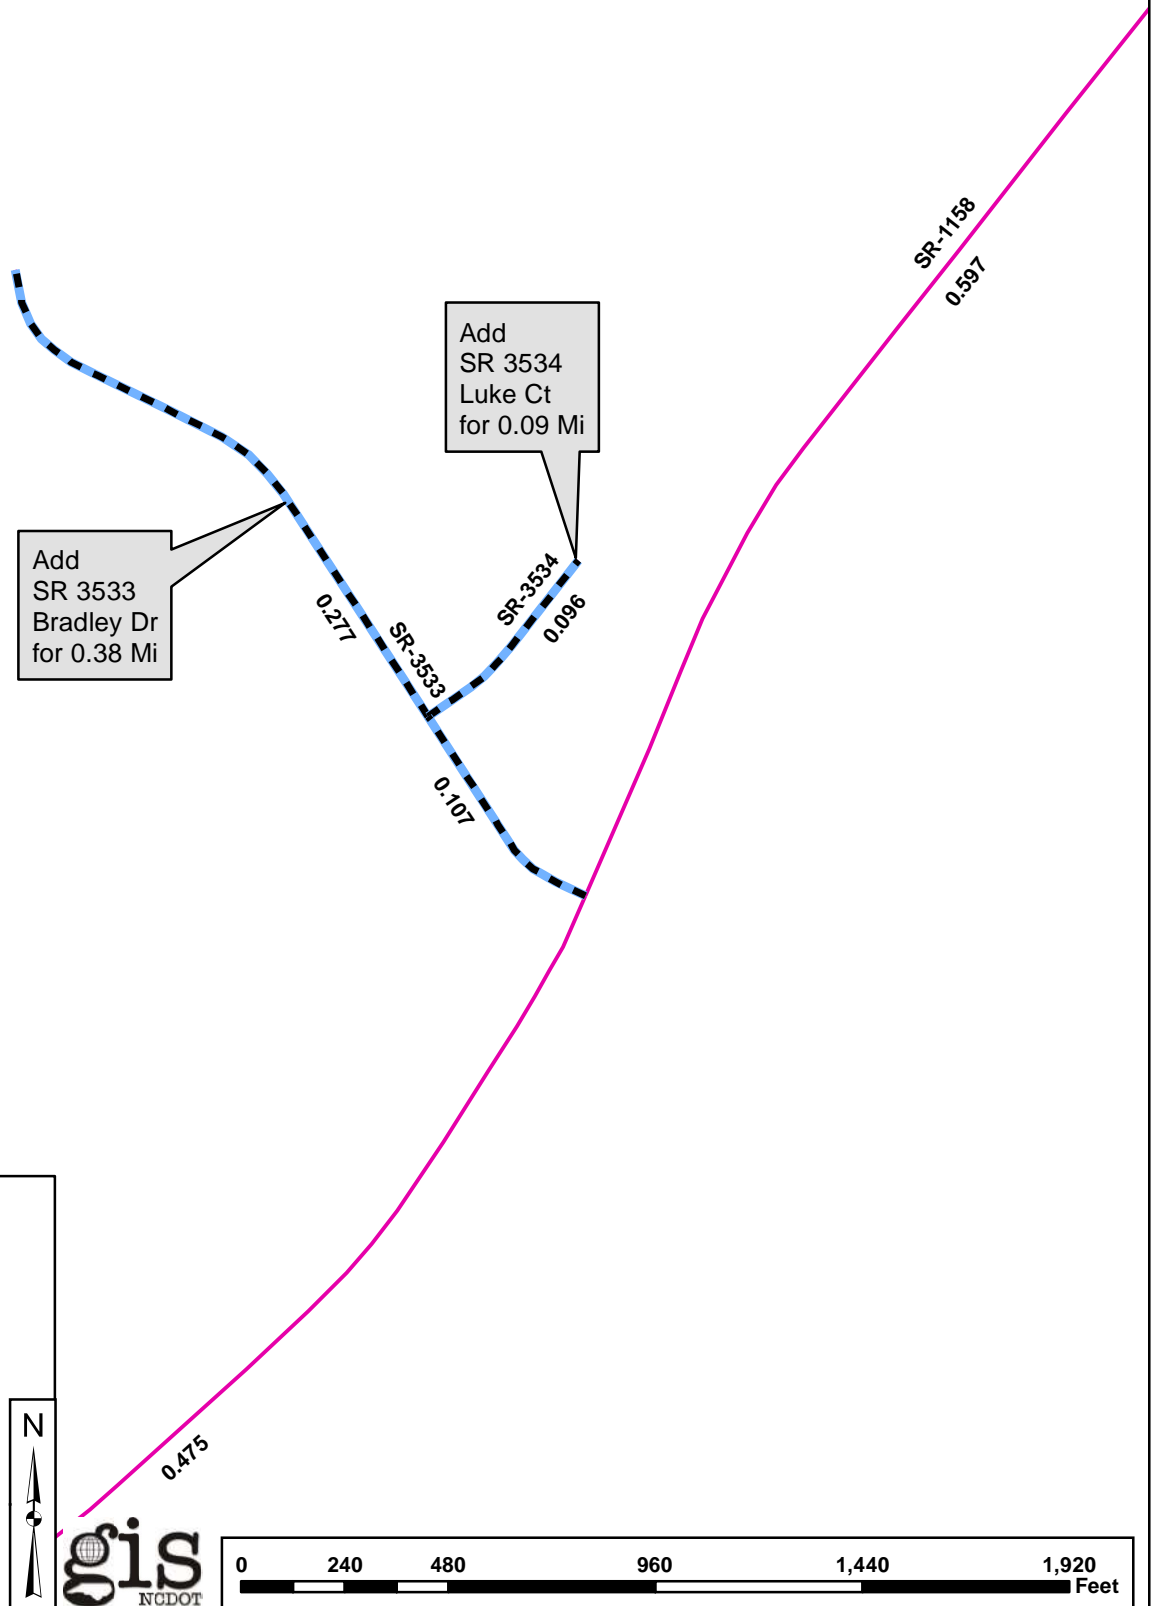 SR-1158
0.597
Add
SR 3534
Luke Ct
for 0.09 Mi
Add
SR 3533
Bradley Dr
for 0.38 Mi
SR-3534
0.096
0.277
SR-3533
0.107
0.475
N
gis
NCDOT
0 240 480 960 1,440 1,920
Feet